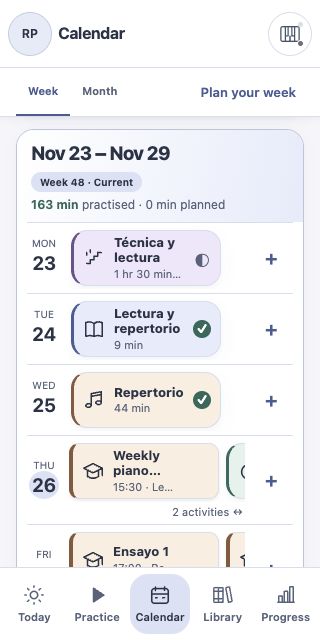 RP
Calendar
Week
Month
Plan your week
Nov 23 – Nov 29
Week 48 · Current
163 min practised · 0 min planned
MON
23
Técnica y
lectura
1 hr 30 min...
+
TUE
24
Lectura y
repertorio
9 min
+
WED
25
Repertorio
44 min
+
THU
26
Weekly
piano...
15:30 · Le...
+
2 activities ↔
FRI
Ensayo 1
Today
Practice
Calendar
Library
Progress